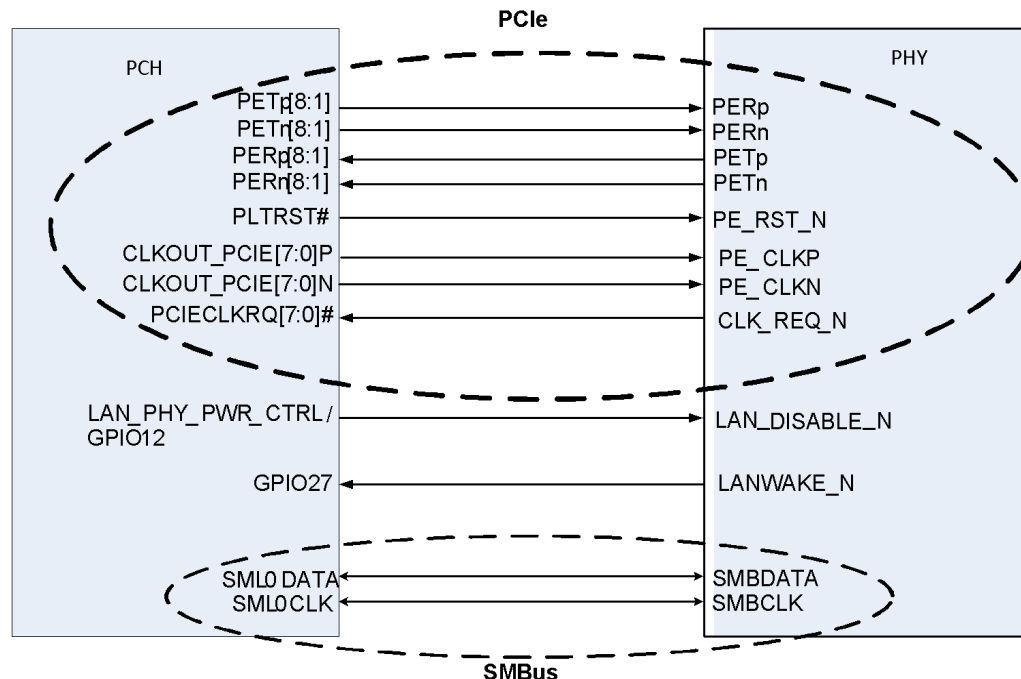 PCIe
PCH
PHY
PETp[8:1]
PERp
PETn[8:1]
PERn
PERp[8:1]
PETp
PERn[8:1]
PETn
PLTRST#
PE_RST_N
CLKOUT_PCIE[7:0]P
PE_CLKP
CLKOUT_PCIE[7:0]N
PE_CLKN
PCIECLKRQ[7:0]#
CLK_REQ_N
LAN_PHY_PWR_CTRL/
GPIO12
LAN_DISABLE_N
GPIO27
LANWAKE_N
SML0DATA
SMBDATA
SML0CLK
SMBCLK
SMBus